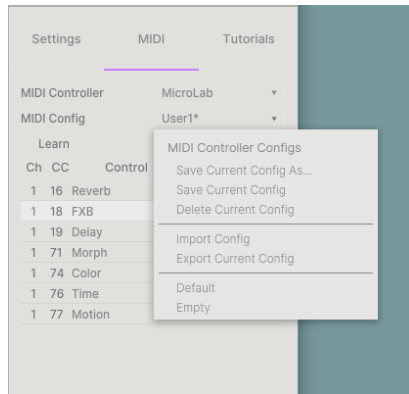 Settings MIDI Tutorials
MIDI Controller MicroLab
MIDI Config User1*
Learn
Ch CC Control
1 16 Reverb
1 18 FXB
1 19 Delay
1 71 Morph
1 74 Color
1 76 Time
1 77 Motion
MIDI Controller Configs
Save Current Config As...
Save Current Config
Delete Current Config
Import Config
Export Current Config
Default
Empty